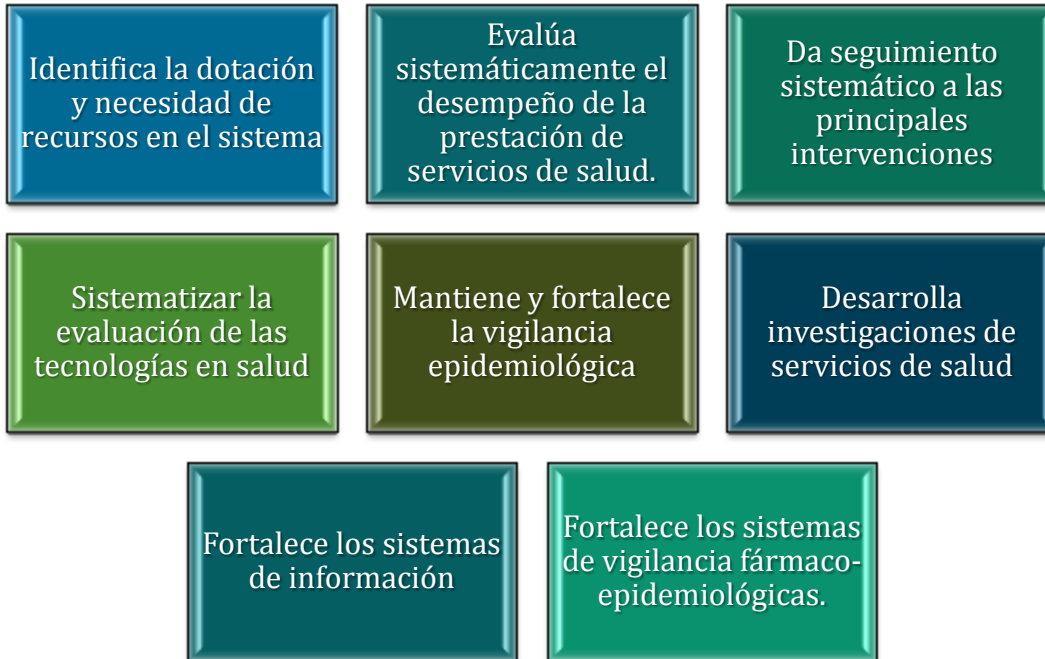 Identifica la dotación
y necesidad de
recursos en el sistema
Evalúa
sistemáticamente el
desempeño de la
prestación de
servicios de salud.
Da seguimiento
sistemático a las
principales
intervenciones
Sistematizar la
evaluación de las
tecnologías en salud
Mantiene y fortalece
la vigilancia
epidemiológica
Desarrolla
investigaciones de
servicios de salud
Fortalece los sistemas
de información
Fortalece los sistemas
de vigilancia fármaco-
epidemiológicas.